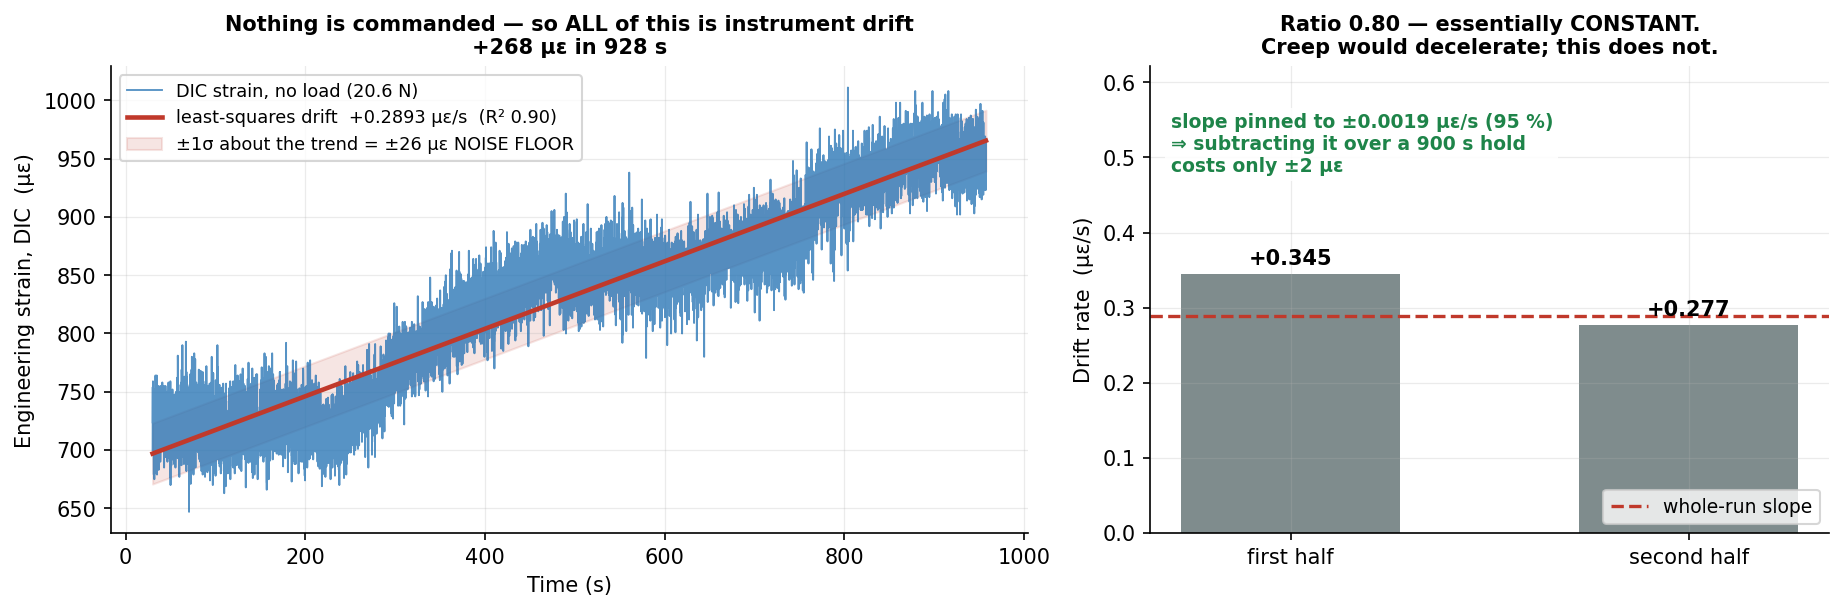 Nothing is commanded — so ALL of this is instrument drift
+268 με in 928 s
DIC strain, no load (20.6 N)
least-squares drift  +0.2893 με/s  (R² 0.90)
±1σ about the trend = ±26 με NOISE FLOOR
Engineering strain, DIC  (με)
1000
950
900
850
800
750
700
650
0
200
400
600
800
1000
Time (s)
Ratio 0.80 — essentially CONSTANT.
Creep would decelerate; this does not.
slope pinned to ±0.0019 με/s (95 %)
⇒ subtracting it over a 900 s hold
costs only ±2 με
Drift rate  (με/s)
0.6
0.5
0.4
0.3
0.2
0.1
0.0
+0.345
+0.277
whole-run slope
first half
second half